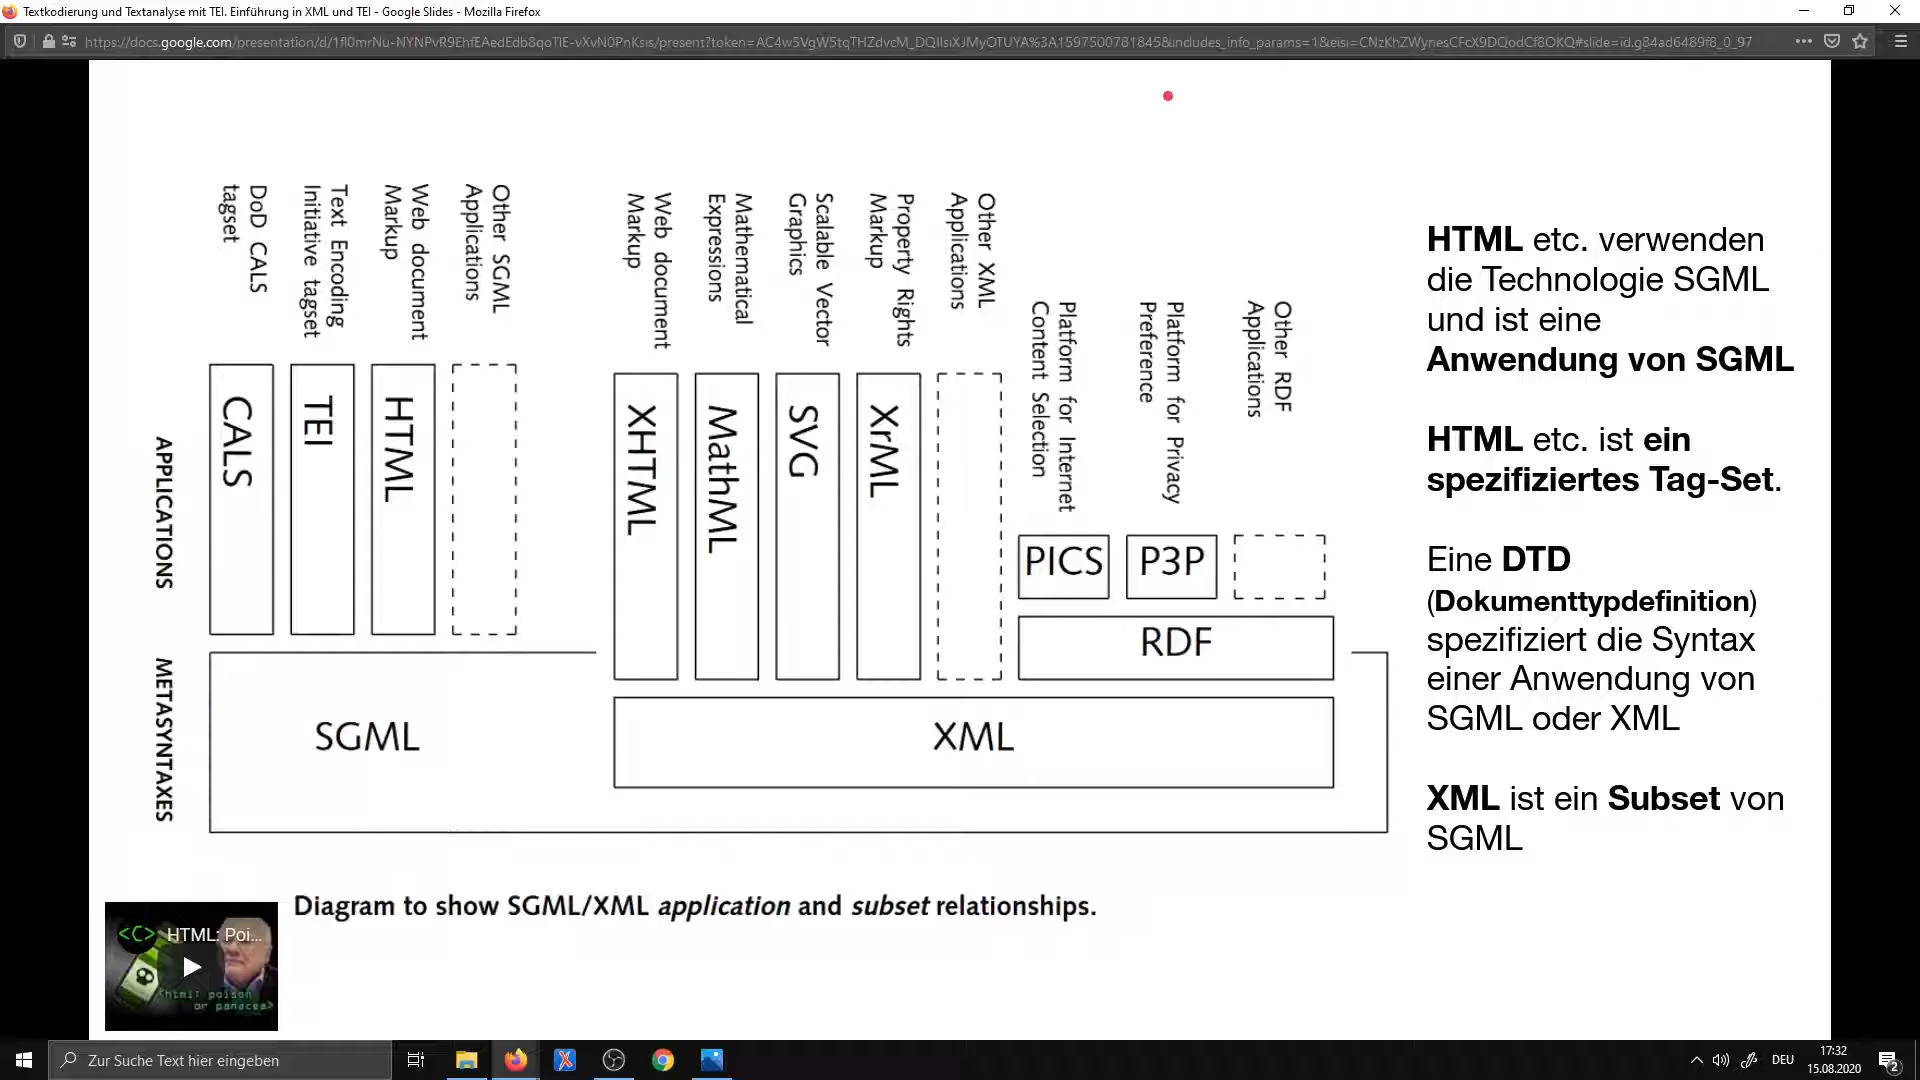 Textkodierung und Textanalyse mit TEI. Einführung in XML und TEI - Google Slides - Mozilla Firefox
DoD CALS
tagset
Text Encoding
Initiative tagset
Web document
Markup
Other SGML
Applications
Web document
Markup
Mathematical
Expressions
Scalable Vector
Graphics
Property Rights
Markup
Other XML
Applications
Platform for Internet
Content Selection
Platform for Privacy
Preference
Other RDF
Applications
APPLICATIONS
CALS
TEI
HTML
XHTML
MathML
SVG
XrML
PICS
P3P
RDF
METASYNTAXES
SGML
XML
Diagram to show SGML/XML application and subset relationships.
HTML etc. verwenden
die Technologie SGML
und ist eine
Anwendung von SGML
HTML etc. ist ein
spezifiziertes Tag-Set.
Eine DTD
(Dokumenttypdefinition)
spezifiziert die Syntax
einer Anwendung von
SGML oder XML
XML ist ein Subset von
SGML
<C> HTML: Poi...
<html: poison
or panacea>
Zur Suche Text hier eingeben
DEU
17:32
15.08.2020
2